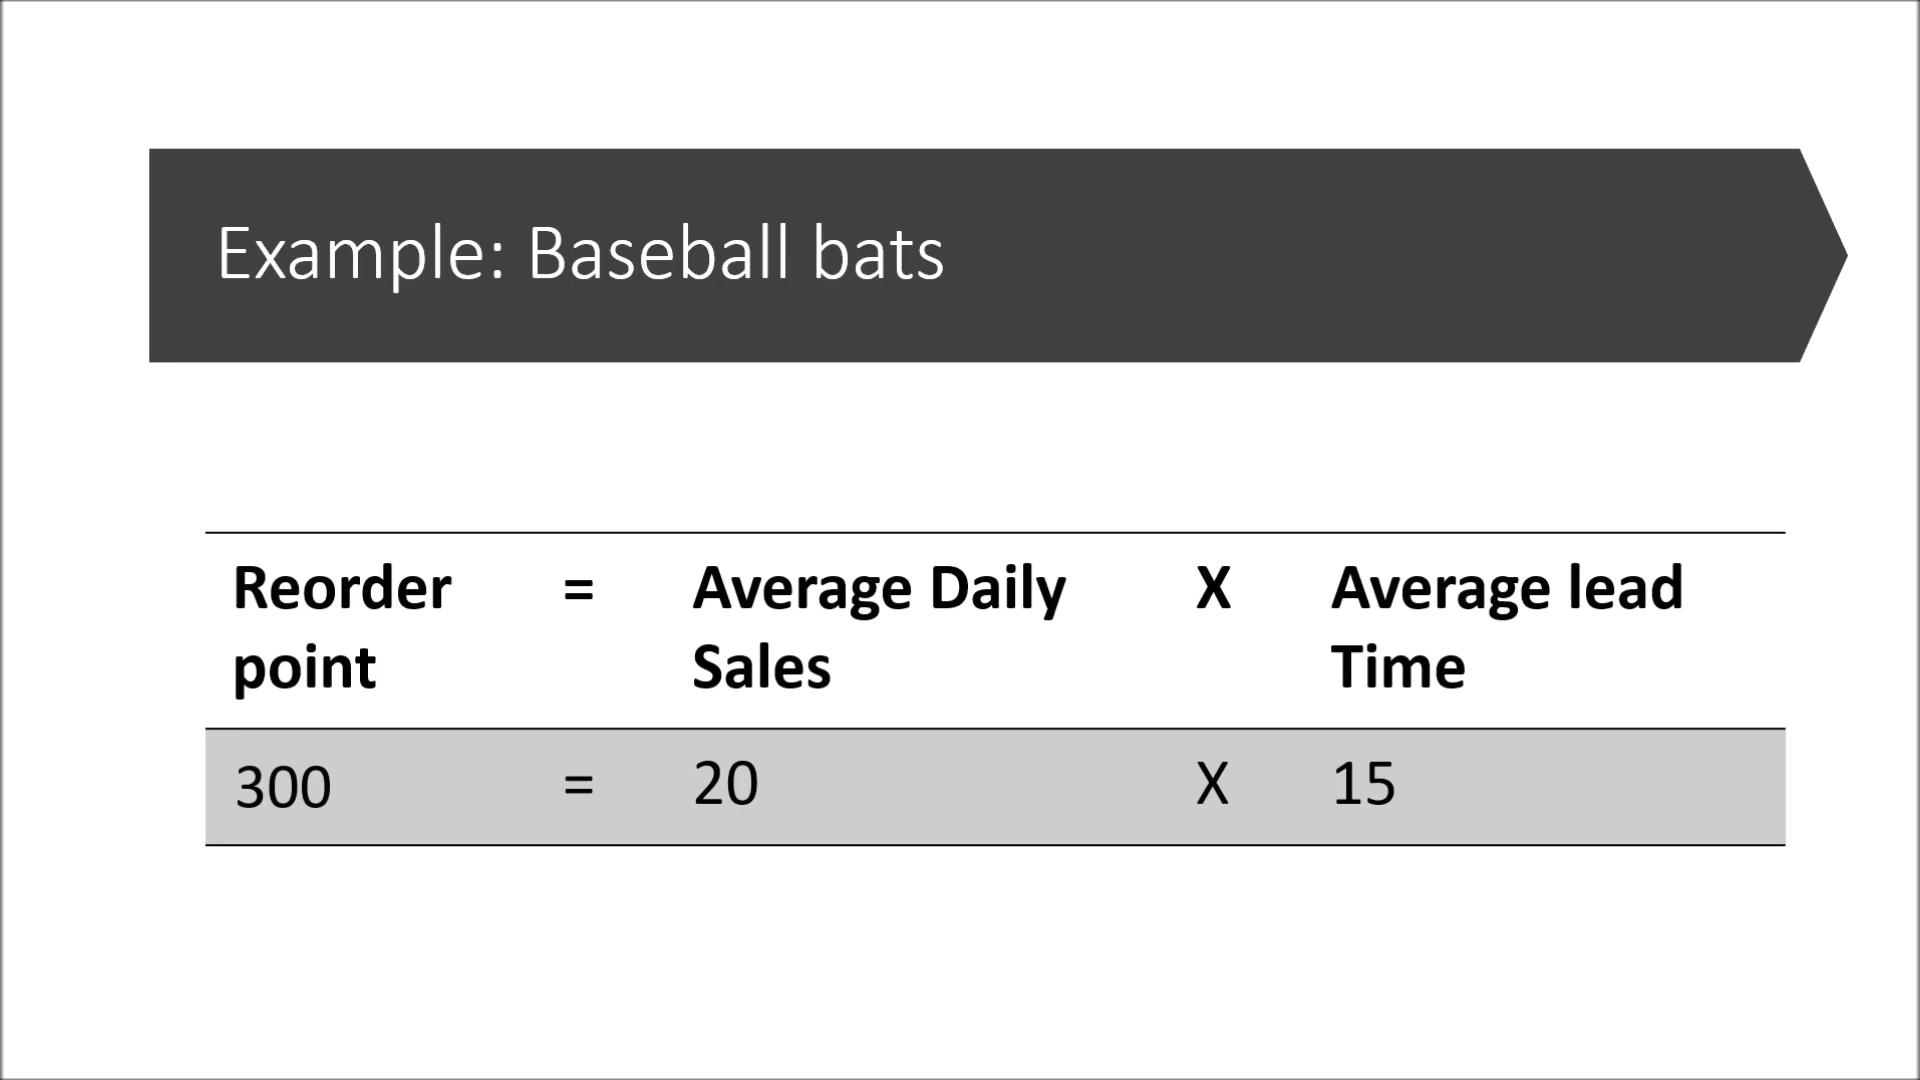 Example: Baseball bats
Reorder = Average Daily X Average lead
point Sales Time
300 = 20 X 15